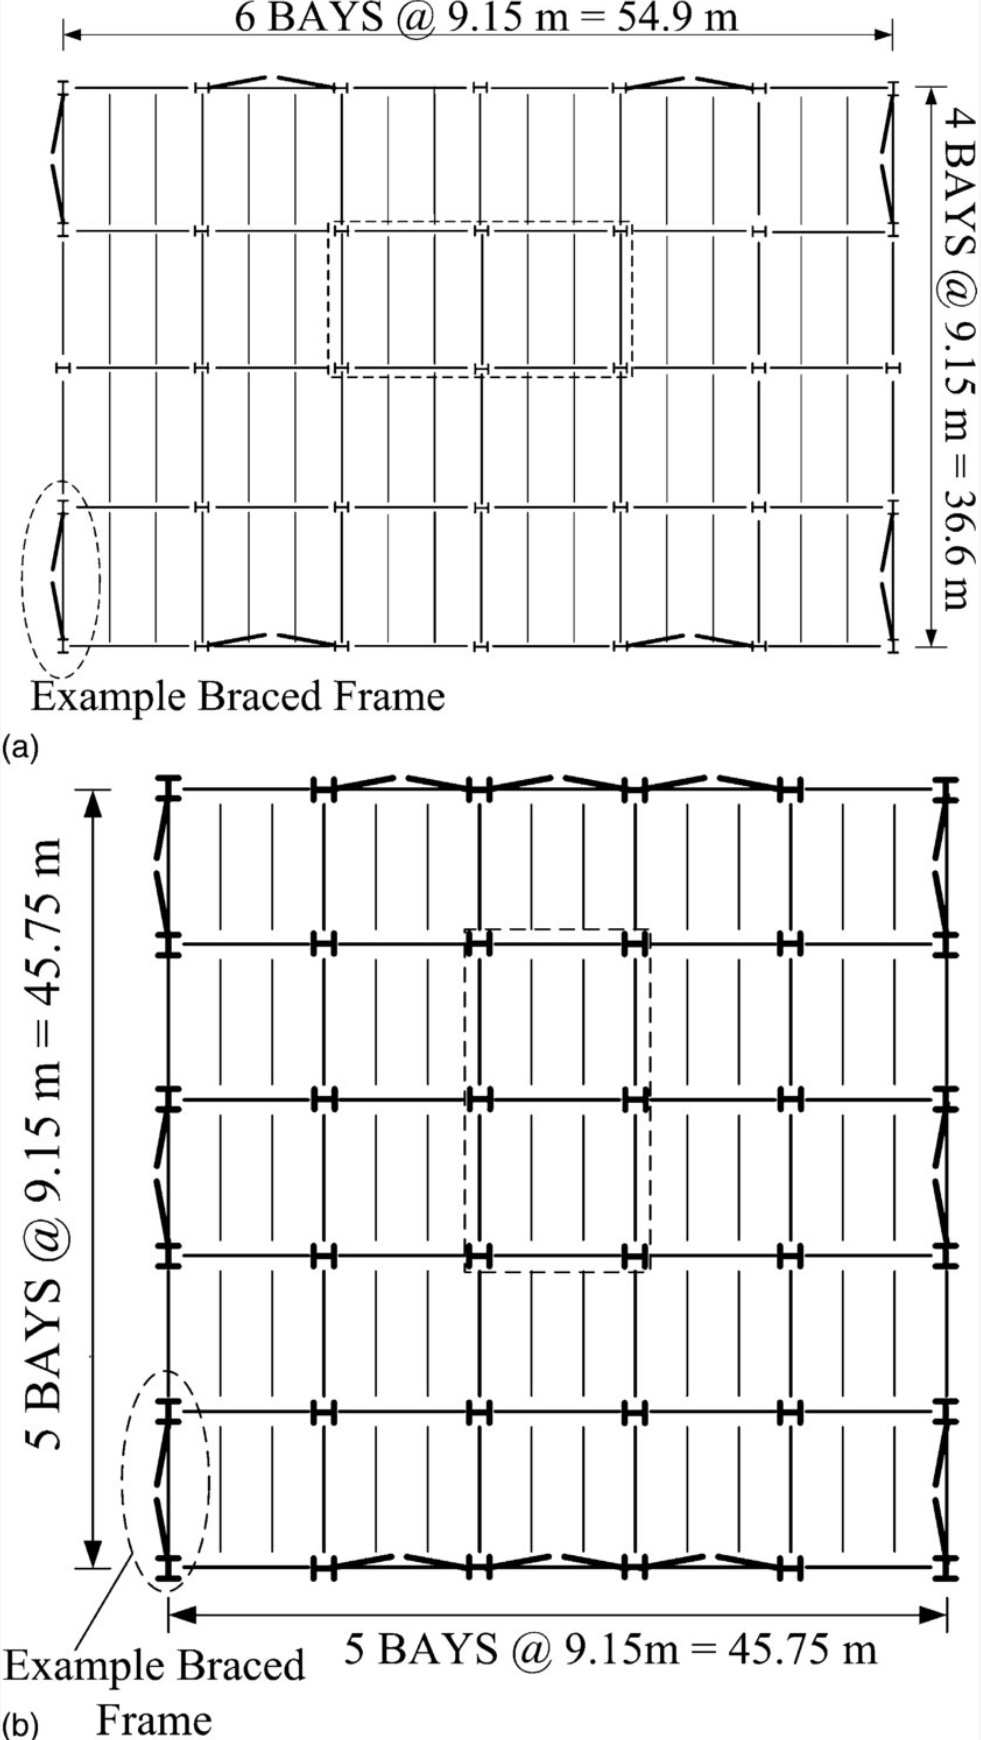 6 BAYS @ 9.15 m = 54.9 m
4 BAYS @ 9.15 m = 36.6 m
Example Braced Frame
(a)
5 BAYS @ 9.15 m = 45.75 m
5 BAYS @ 9.15m = 45.75 m
Example Braced
Frame
(b)